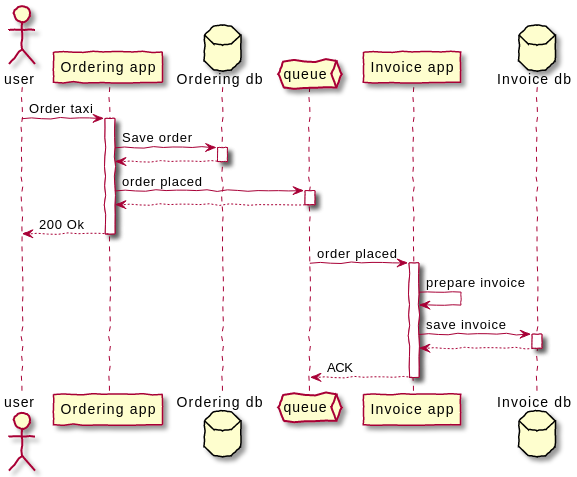 user
Ordering app
Ordering db
queue
Invoice app
Invoice db
Order taxi
Save order
order placed
200 Ok
order placed
prepare invoice
save invoice
ACK
user
Ordering app
Ordering db
queue
Invoice app
Invoice db